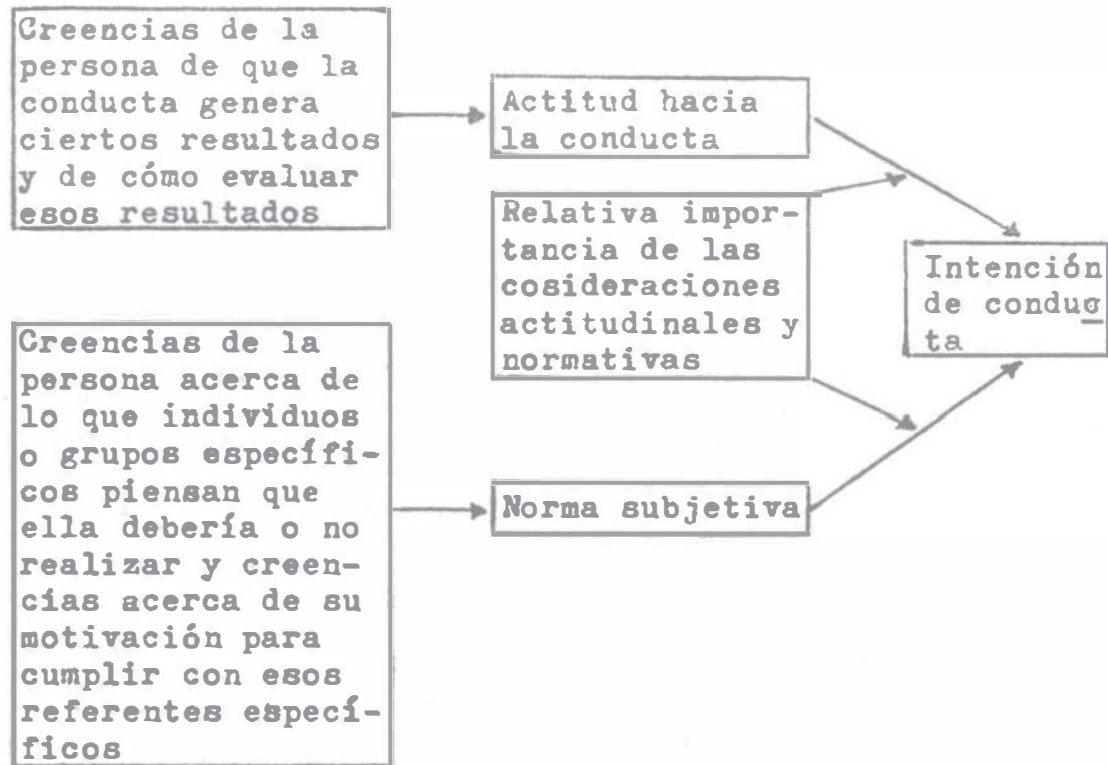 Creencias de la
persona de que la
conducta genera
ciertos resultados
y de cómo evaluar
esos resultados
Actitud hacia
la conducta
Relativa impor-
tancia de las
cosideraciones
actitudinales y
normativas
Intención
de conduc
ta
Creencias de la
persona acerca de
lo que individuos
o grupos específi-
cos piensan que
ella debería o no
realizar y creen-
cias acerca de su
motivación para
cumplir con esos
referentes especí-
ficos
Norma subjetiva